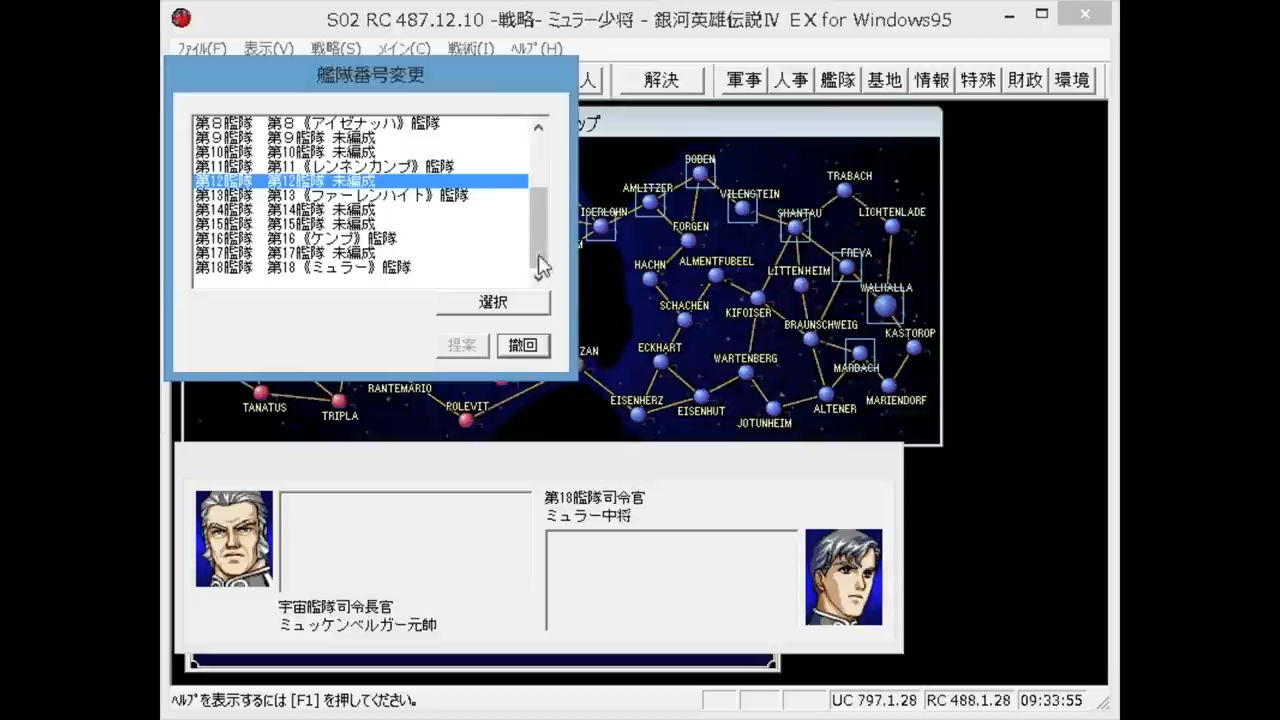 S02 RC 487.12.10 -戦略- ミュラー少将 - 銀河英雄伝説Ⅳ ＥＸ for Windows95
ﾌｧｲﾙ(F) 表示(V) 戦略(S) メイン(C) 戦術(I) ﾍﾙﾌﾟ(H)
艦隊番号変更
人 解決 軍事 人事 艦隊 基地 情報 特殊 財政 環境
ップ
第８艦隊 第８《アイゼナッハ》艦隊
第９艦隊 第９艦隊 未編成
第10艦隊 第10艦隊 未編成
第11艦隊 第11《レンネンカンプ》艦隊
第12艦隊 第12艦隊 未編成
第13艦隊 第13《ファーレンハイト》艦隊
第14艦隊 第14艦隊 未編成
第15艦隊 第15艦隊 未編成
第16艦隊 第16《ケンプ》艦隊
第17艦隊 第17艦隊 未編成
第18艦隊 第18《ミュラー》艦隊
選択
提案 撤回
BODEN
TRABACH
AMLITZER
VILENSTEIN
ISERLOHN
SHANTAU
LICHTENLADE
FORGEN
FREYA
HACHN
ALMENTFUBEEL
LITTENHEIM
WALHALLA
SCHACHEN
KIFOISER
BRAUNSCHWEIG
KASTOROP
ZAN
ECKHART
WARTENBERG
MARBACH
RANTEMARIO
EISENHERZ
MARIENDORF
TANATUS
ROLEVIT
EISENHUT
ALTENER
TRIPLA
JOTUNHEIM
第18艦隊司令官
ミュラー中将
宇宙艦隊司令長官
ミュッケンベルガー元帥
ﾍﾙﾌﾟを表示するには [F1] を押してください。
UC 797.1.28 RC 488.1.28 09:33:55